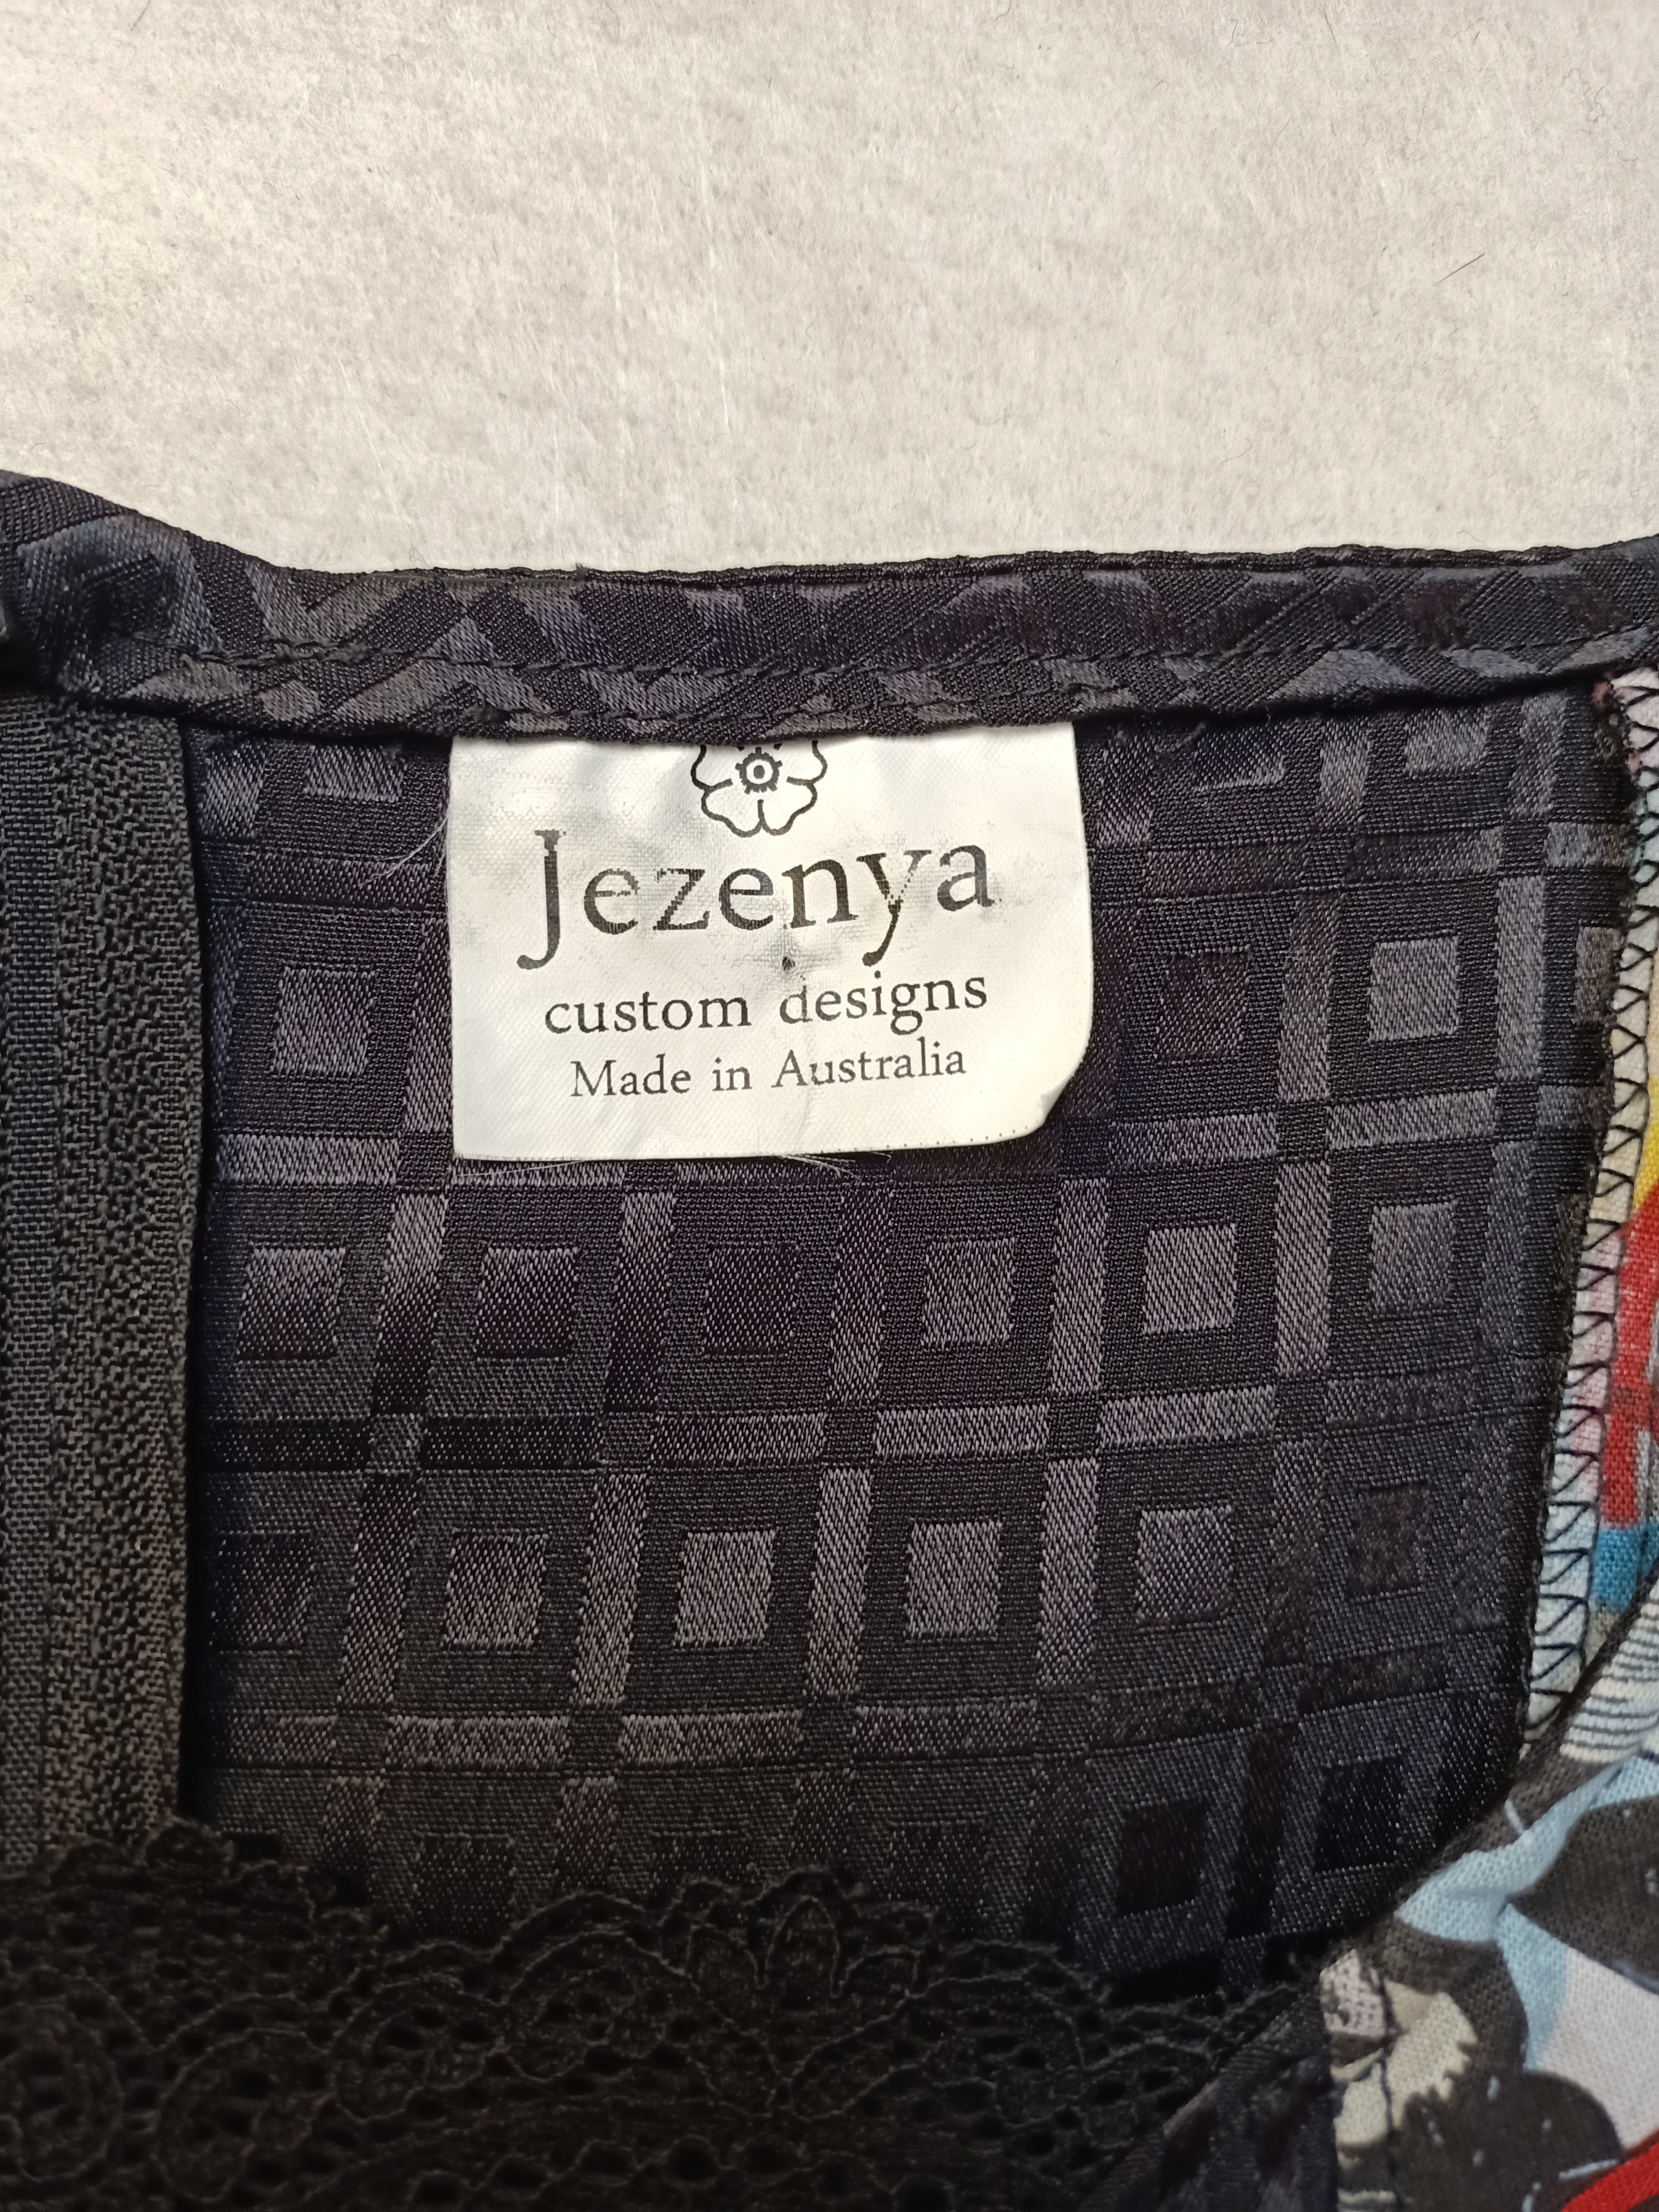 Jezenya
custom designs
Made in Australia